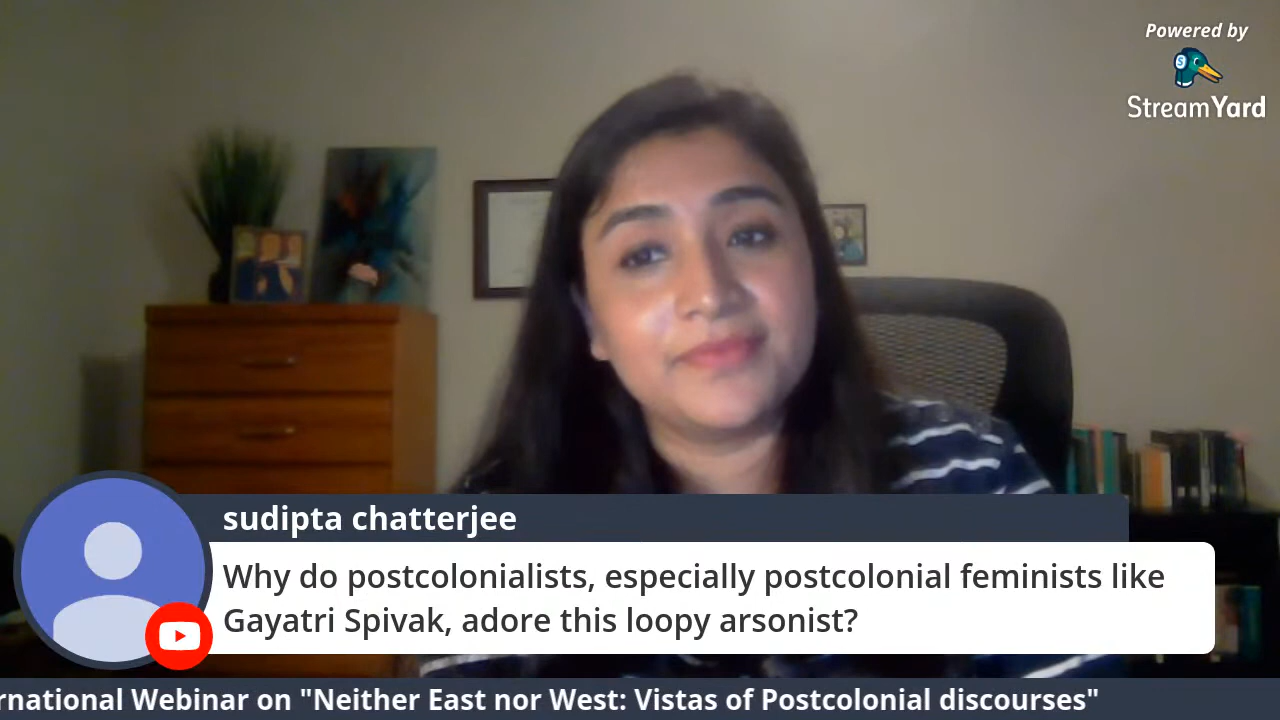 Powered by
StreamYard
sudipta chatterjee
Why do postcolonialists, especially postcolonial feminists like
Gayatri Spivak, adore this loopy arsonist?
rnational Webinar on "Neither East nor West: Vistas of Postcolonial discourses"